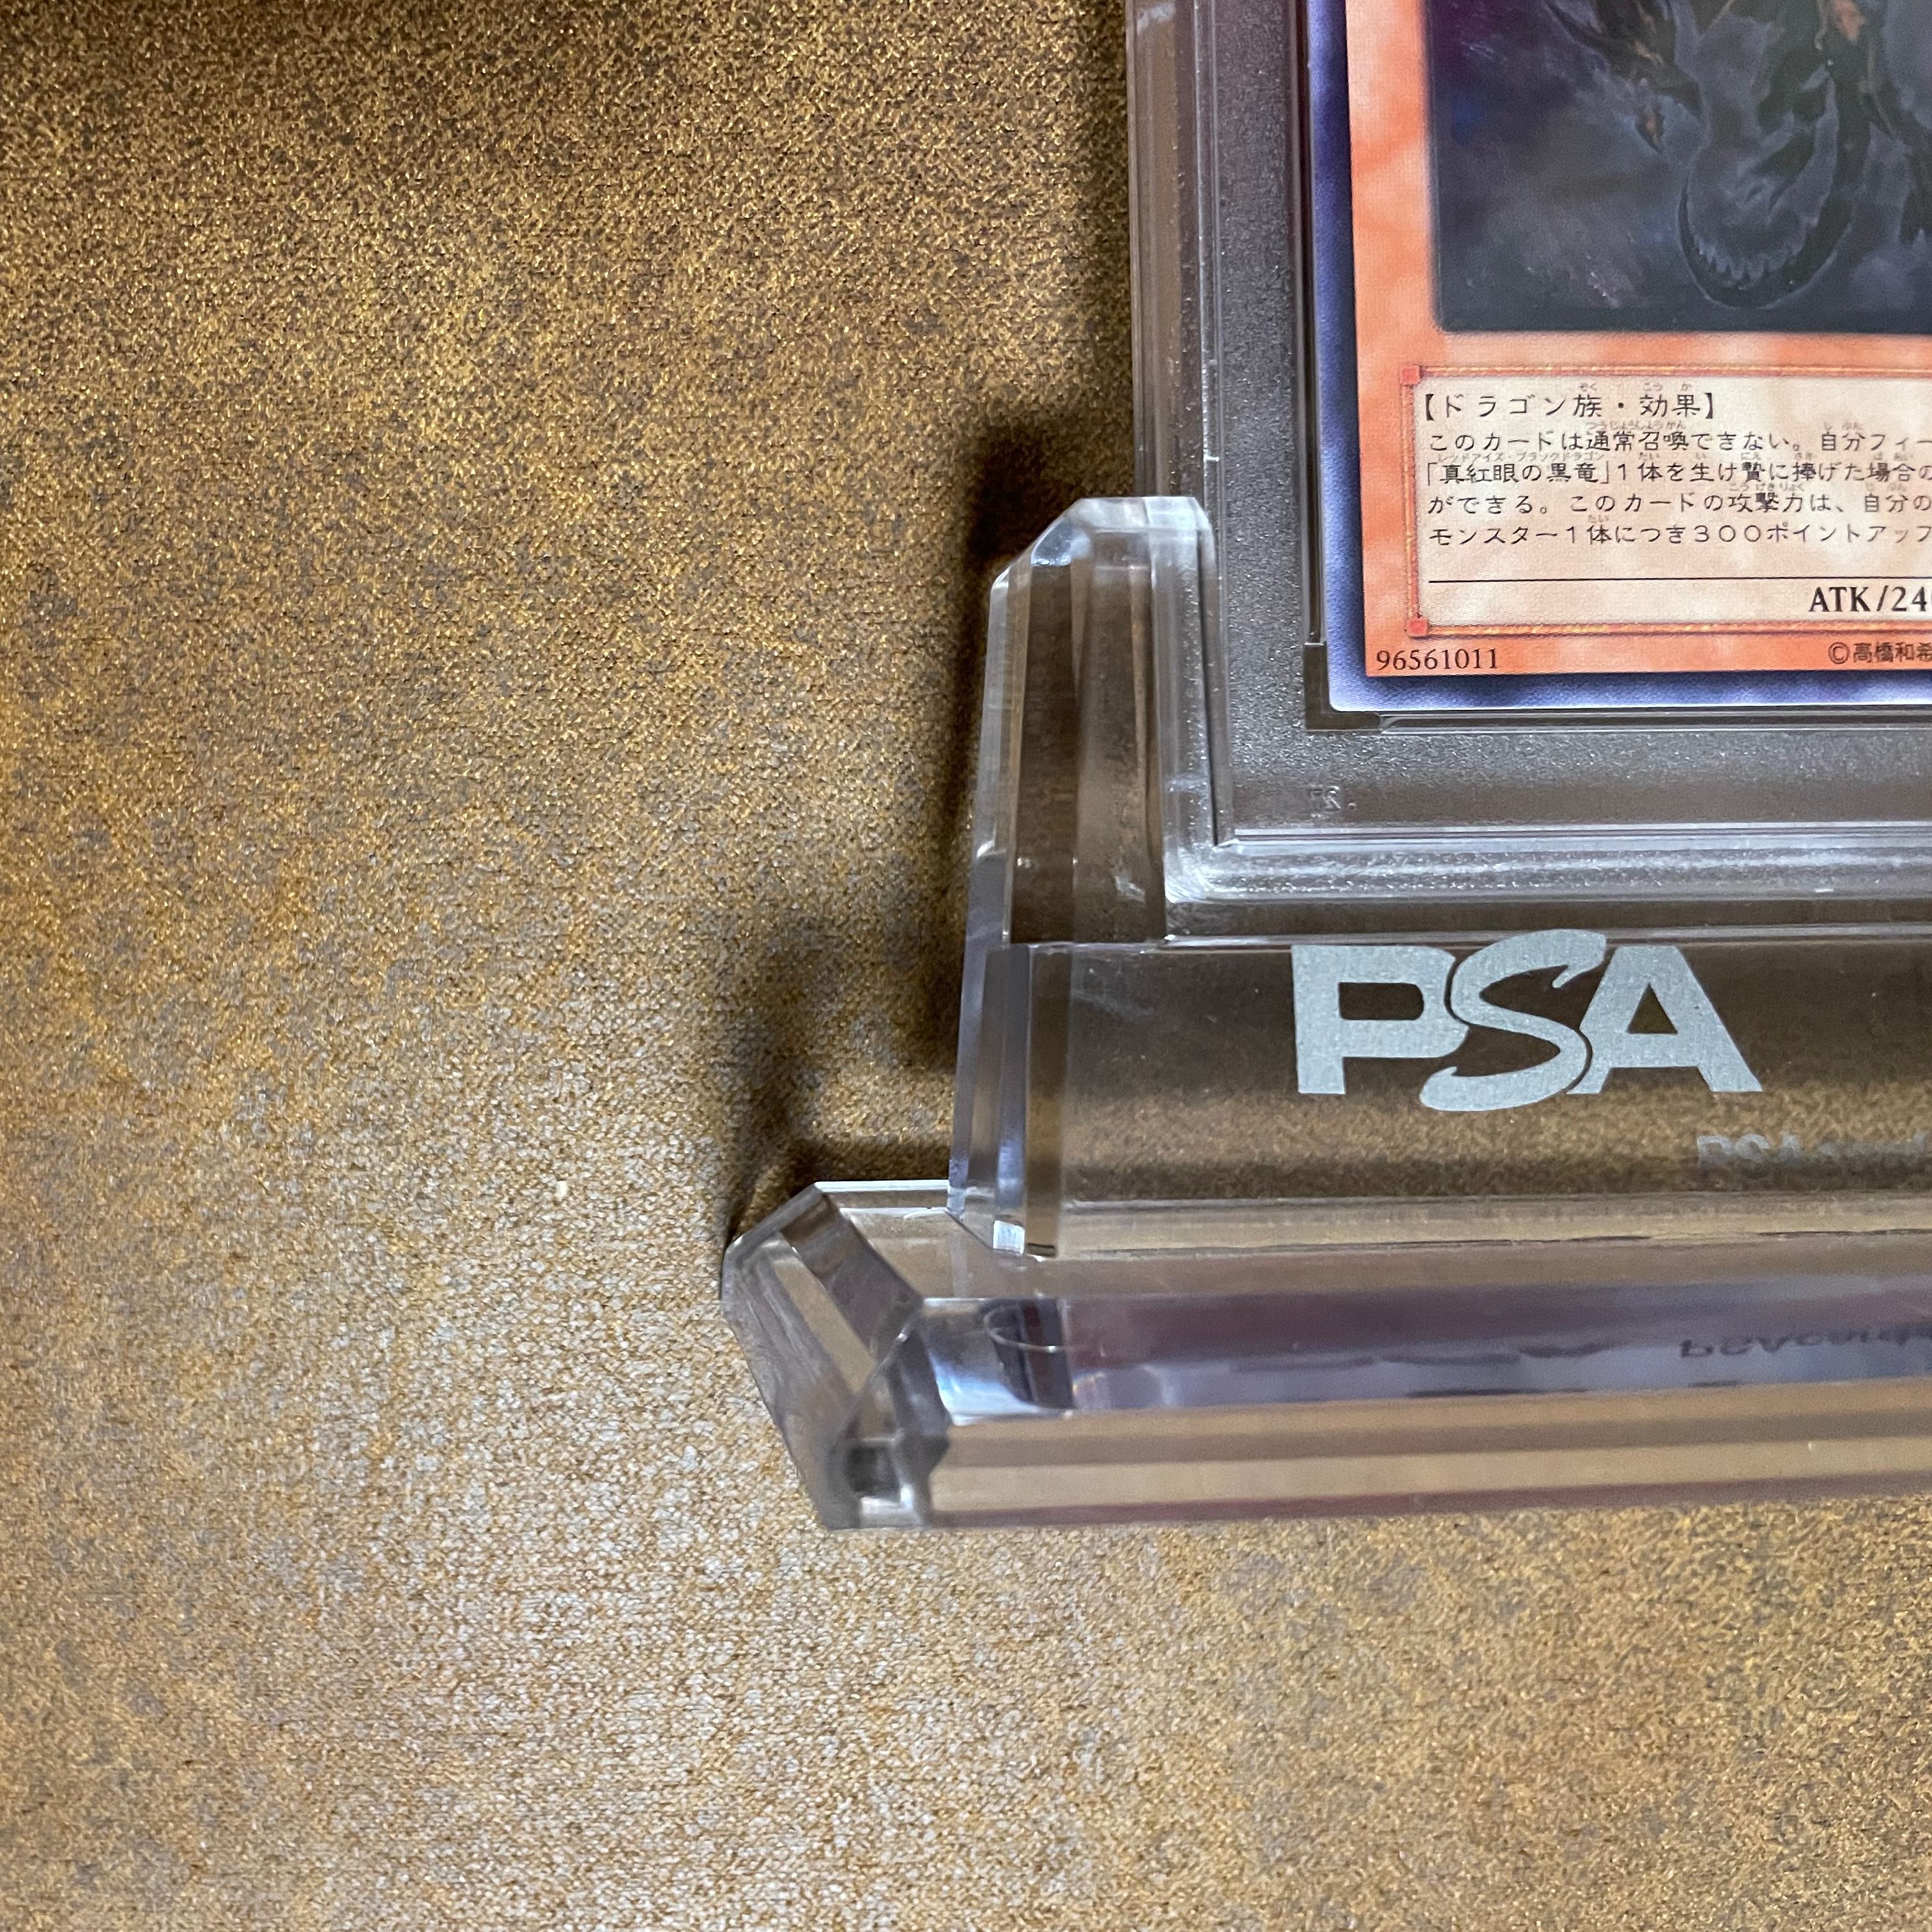 【ドラゴン族・効果】
このカードは通常召喚できない。自分フィー
「真紅眼の黒竜」1体を生け贄に捧げた場合の
ができる。このカードの攻撃力は、自分の
モンスター1体につき300ポイントアップ
ATK/24
96561011
©高橋和希
PSA